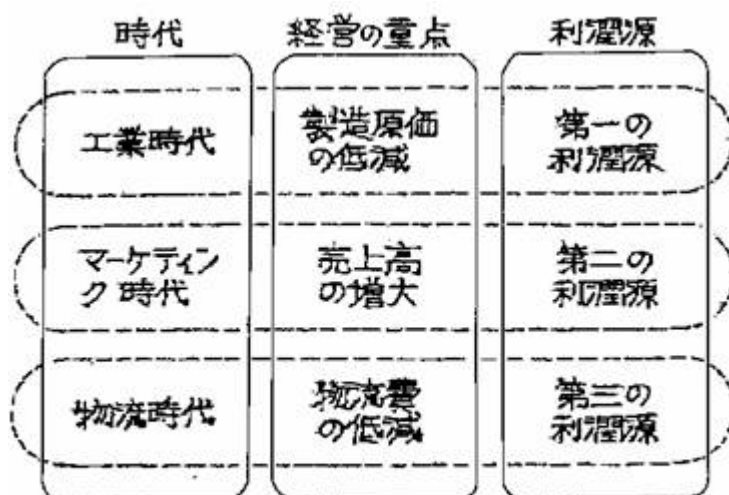 時代 経営の重点 利潤源
工業時代
製造原価
の低減
第一の
利潤源
マーケティン
グ時代
売上高
の増大
第二の
利潤源
物流時代
物流費
の低減
第三の
利潤源